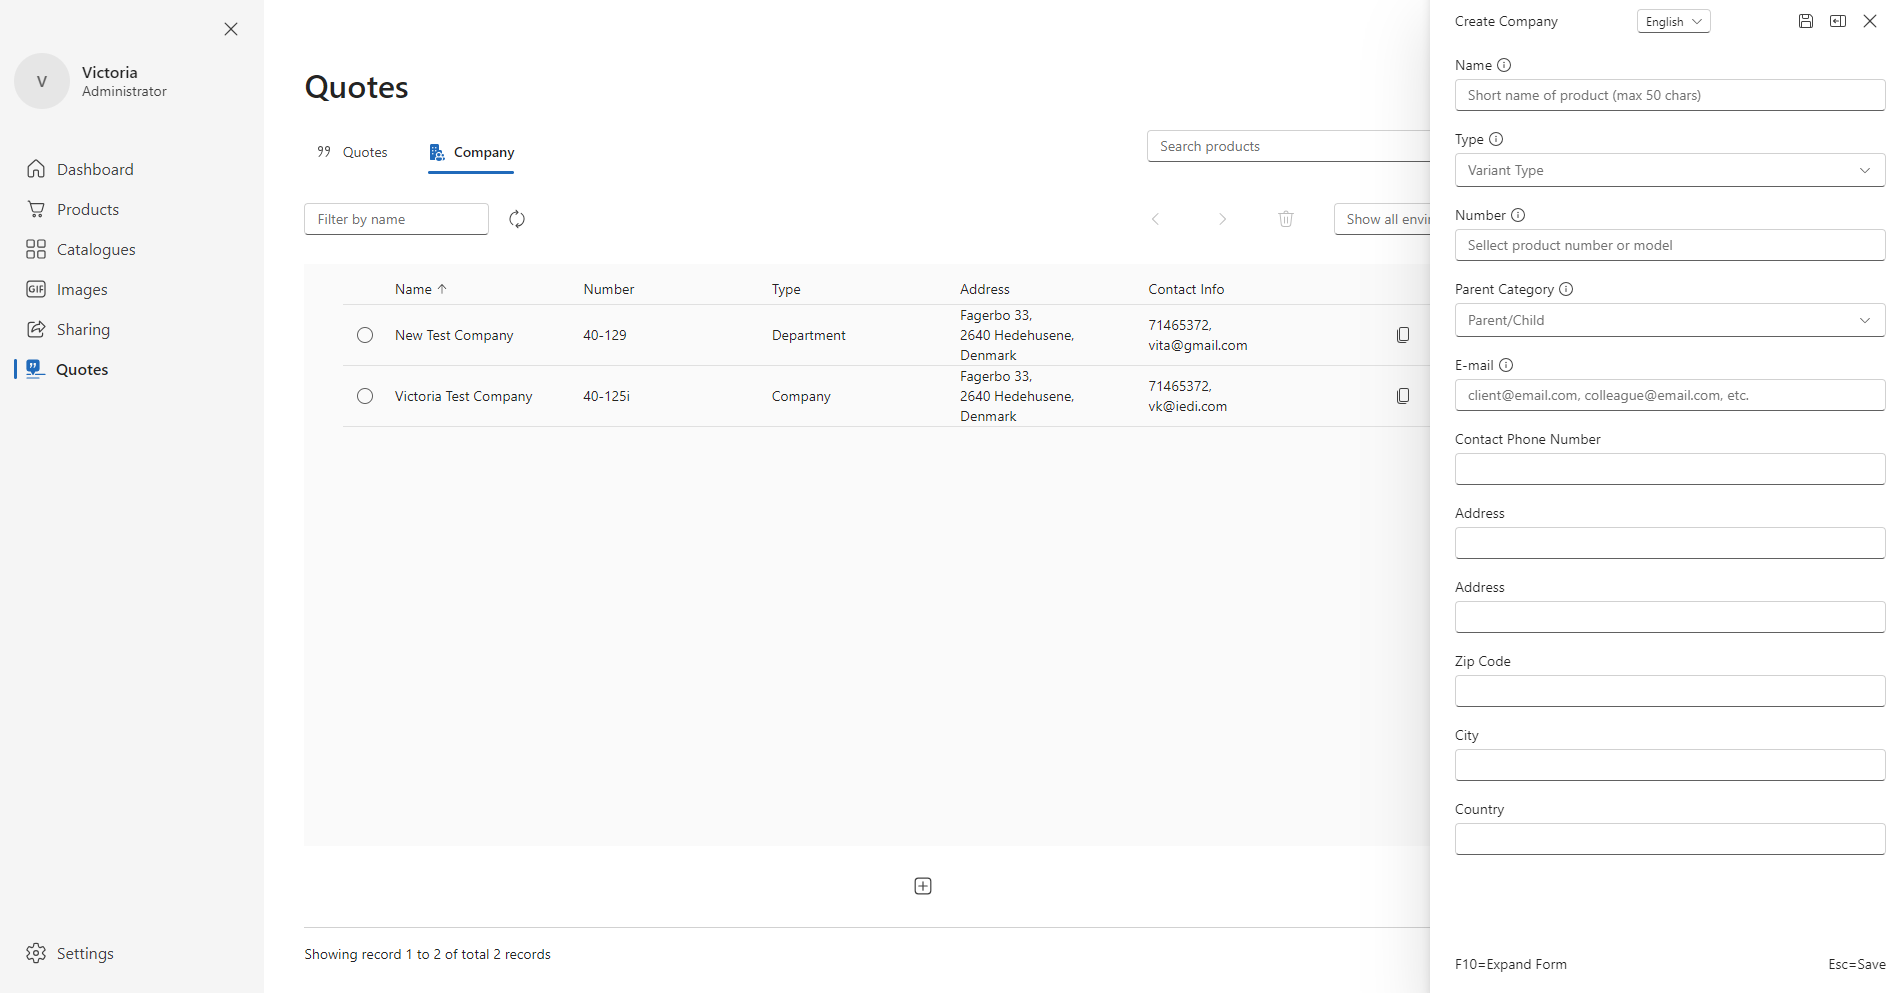 V
Victoria
Administrator
Dashboard
Products
Catalogues
GIF
Images
Sharing
Quotes
Settings
Quotes
Quotes
Company
Search products
Filter by name
Show all envir
Name
Number
Type
Address
Contact Info
New Test Company
40-129
Department
Fagerbo 33,
2640 Hedehusene,
Denmark
71465372,
vita@gmail.com
Victoria Test Company
40-125i
Company
Fagerbo 33,
2640 Hedehusene,
Denmark
71465372,
vk@iedi.com
Showing record 1 to 2 of total 2 records
Create Company
English
Name
Short name of product (max 50 chars)
Type
Variant Type
Number
Sellect product number or model
Parent Category
Parent/Child
E-mail
client@email.com, colleague@email.com, etc.
Contact Phone Number
Address
Address
Zip Code
City
Country
F10=Expand Form
Esc=Save